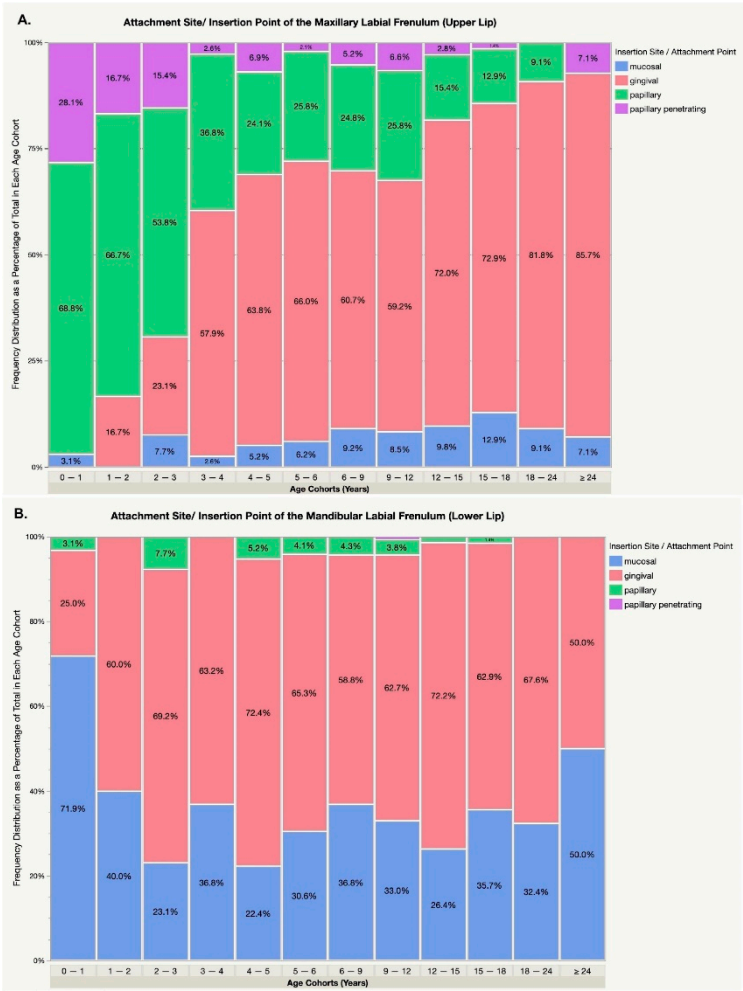 A.
Attachment Site/ Insertion Point of the Maxillary Labial Frenulum (Upper Lip)
Frequency Distribution as a Percentage of Total in Each Age Cohort
100%
75%
50%
25%
0%
28.1% 16.7% 15.4% 2.6% 6.9% 2.1% 5.2% 6.6% 2.8% 7.1%
68.8% 66.7% 53.8% 36.8% 24.1% 25.8% 24.8% 25.8% 15.4% 12.9% 9.1%
16.7% 23.1% 57.9% 63.8% 66.0% 60.7% 59.2% 72.0% 72.9% 81.8% 85.7%
3.1% 7.7% 2.6% 5.2% 6.2% 9.2% 8.5% 9.8% 12.9% 9.1% 7.1%
0 — 1 1 — 2 2 — 3 3 — 4 4 — 5 5 — 6 6 — 9 9 — 12 12 — 15 15 — 18 18 — 24 ≥ 24
Age Cohorts (Years)
Insertion Site / Attachment Point
mucosal
gingival
papillary
papillary penetrating
B.
Attachment Site/ Insertion Point of the Mandibular Labial Frenulum (Lower Lip)
Frequency Distribution as a Percentage of Total in Each Age Cohort
100%
80%
60%
40%
20%
0%
3.1% 7.7% 5.2% 4.1% 4.3% 3.8%
25.0% 60.0% 69.2% 63.2% 72.4% 65.3% 58.8% 62.7% 72.2% 62.9% 67.6% 50.0%
71.9% 40.0% 23.1% 36.8% 22.4% 30.6% 36.8% 33.0% 26.4% 35.7% 32.4% 50.0%
0 — 1 1 — 2 2 — 3 3 — 4 4 — 5 5 — 6 6 — 9 9 — 12 12 — 15 15 — 18 18 — 24 ≥ 24
Age Cohorts (Years)
Insertion Site / Attachment Point
mucosal
gingival
papillary
papillary penetrating